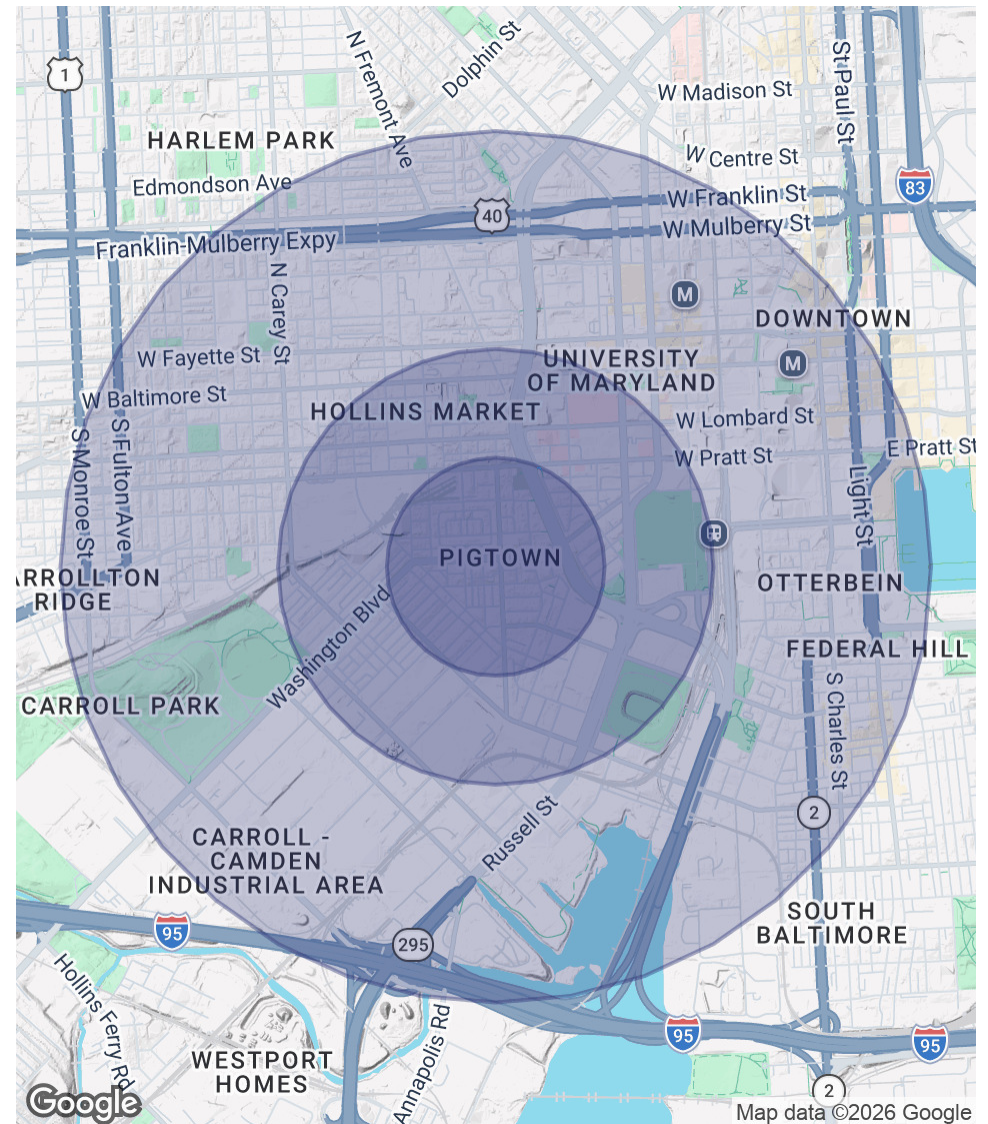 1
N Fremont Ave
Dolphin St
St Paul St
W Madison St
HARLEM PARK
W Centre St
Edmondson Ave
83
W Franklin St
40
W Mulberry St
Franklin-Mulberry Expy
N Carey St
M
DOWNTOWN
W Fayette St
UNIVERSITY
OF MARYLAND
M
W Baltimore St
HOLLINS MARKET
W Lombard St
S Monroe St
S Fulton Ave
W Pratt St
E Pratt St
Light St
PIGTOWN
ARROLLTON
RIDGE
OTTERBEIN
Washington Blvd
FEDERAL HILL
CARROLL PARK
S Charles St
2
Russell St
CARROLL -
CAMDEN
INDUSTRIAL AREA
95
295
SOUTH
BALTIMORE
Hollins Ferry Rd
95
95
Annapolis Rd
WESTPORT
HOMES
2
Google
Map data ©2026 Google